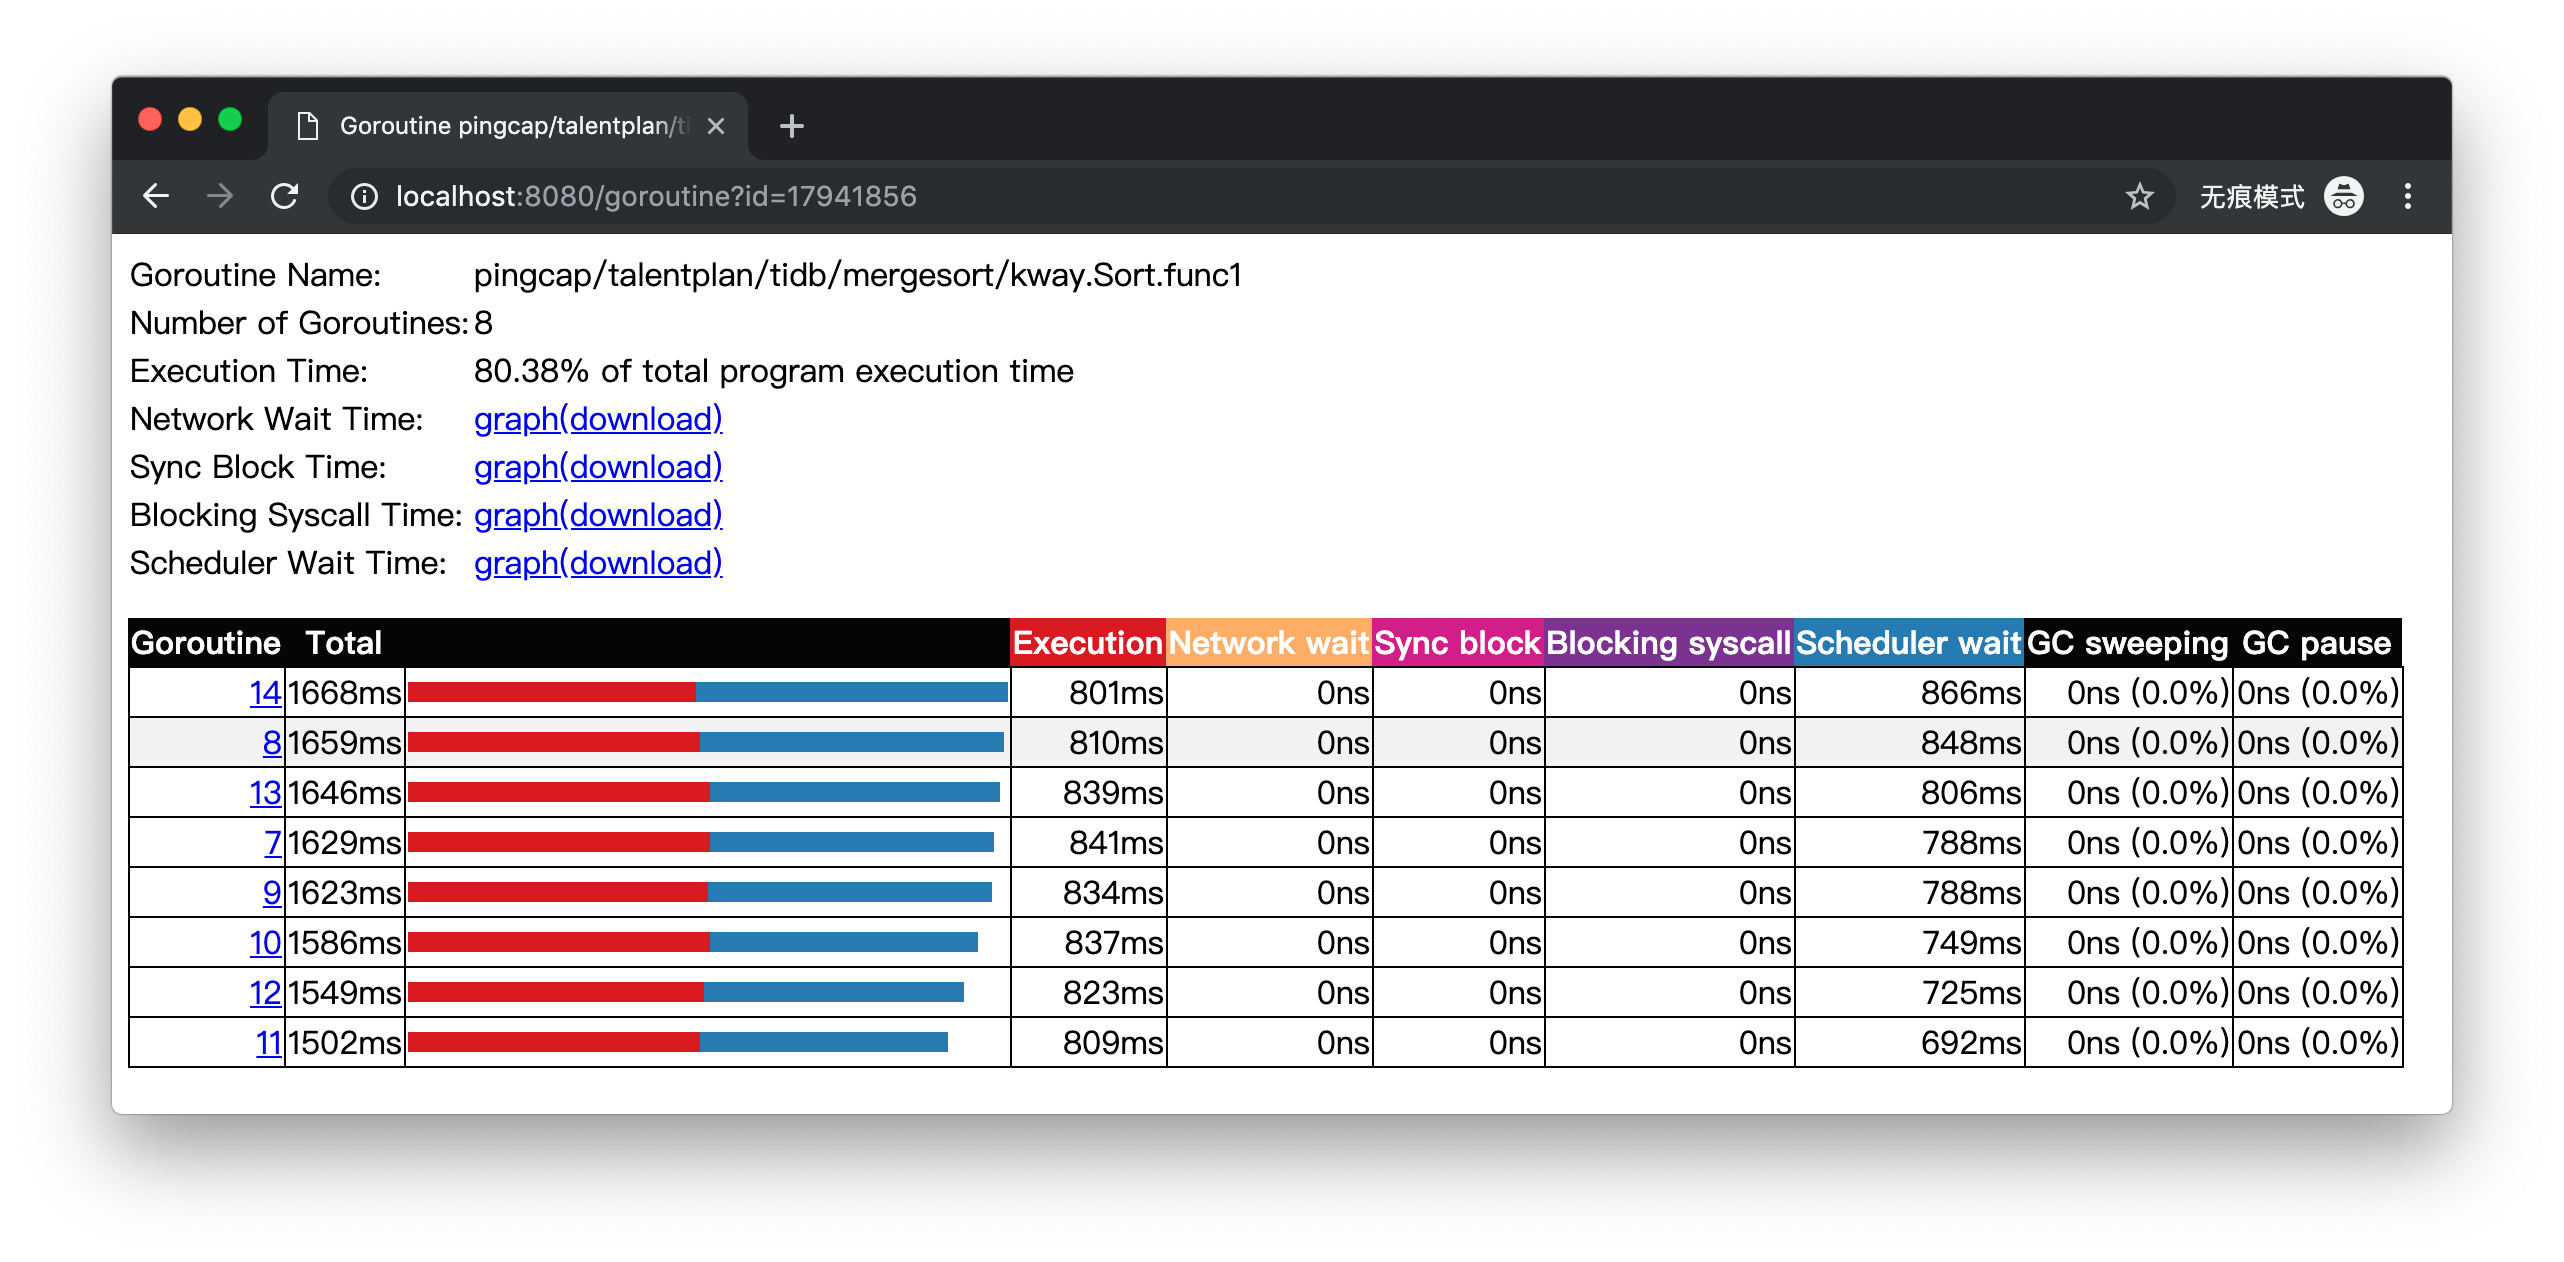 Goroutine pingcap/talentplan/ti
localhost:8080/goroutine?id=17941856
无痕模式
Goroutine Name: pingcap/talentplan/tidb/mergesort/kway.Sort.func1
Number of Goroutines: 8
Execution Time: 80.38% of total program execution time
Network Wait Time: graph(download)
Sync Block Time: graph(download)
Blocking Syscall Time: graph(download)
Scheduler Wait Time: graph(download)
Goroutine Total Execution Network wait Sync block Blocking syscall Scheduler wait GC sweeping GC pause
14 1668ms 801ms 0ns 0ns 0ns 866ms 0ns (0.0%) 0ns (0.0%)
8 1659ms 810ms 0ns 0ns 0ns 848ms 0ns (0.0%) 0ns (0.0%)
13 1646ms 839ms 0ns 0ns 0ns 806ms 0ns (0.0%) 0ns (0.0%)
7 1629ms 841ms 0ns 0ns 0ns 788ms 0ns (0.0%) 0ns (0.0%)
9 1623ms 834ms 0ns 0ns 0ns 788ms 0ns (0.0%) 0ns (0.0%)
10 1586ms 837ms 0ns 0ns 0ns 749ms 0ns (0.0%) 0ns (0.0%)
12 1549ms 823ms 0ns 0ns 0ns 725ms 0ns (0.0%) 0ns (0.0%)
11 1502ms 809ms 0ns 0ns 0ns 692ms 0ns (0.0%) 0ns (0.0%)